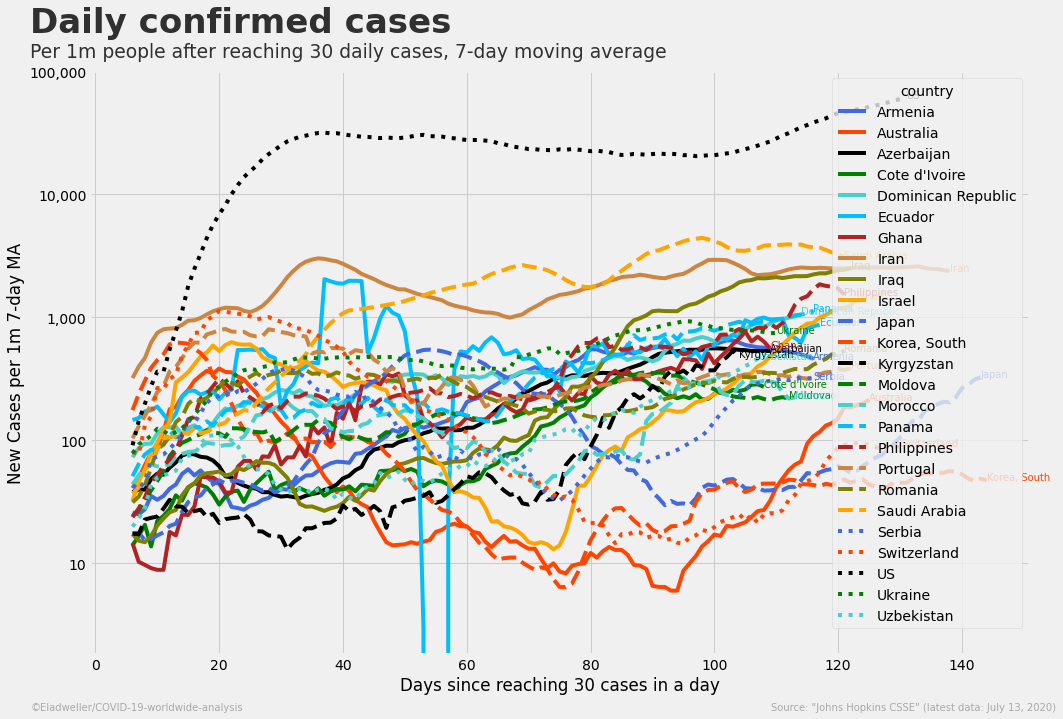 Daily confirmed cases
Per 1m people after reaching 30 daily cases, 7-day moving average
New Cases per 1m 7-day MA
100,000
10,000
1,000
100
10
0
20
40
60
80
100
120
140
Days since reaching 30 cases in a day
country
Armenia
Australia
Azerbaijan
Cote d'Ivoire
Dominican Republic
Ecuador
Ghana
Iran
Iraq
Israel
Japan
Korea, South
Kyrgyzstan
Moldova
Morocco
Panama
Philippines
Portugal
Romania
Saudi Arabia
Serbia
Switzerland
US
Ukraine
Uzbekistan
Iran
Iraq
Philippines
Ukraine
Azerbaijan
Kyrgyzstan
Cote d'Ivoire
Moldova
Japan
Australia
Korea, South
©Eladweller/COVID-19-worldwide-analysis
Source: "Johns Hopkins CSSE" (latest data: July 13, 2020)